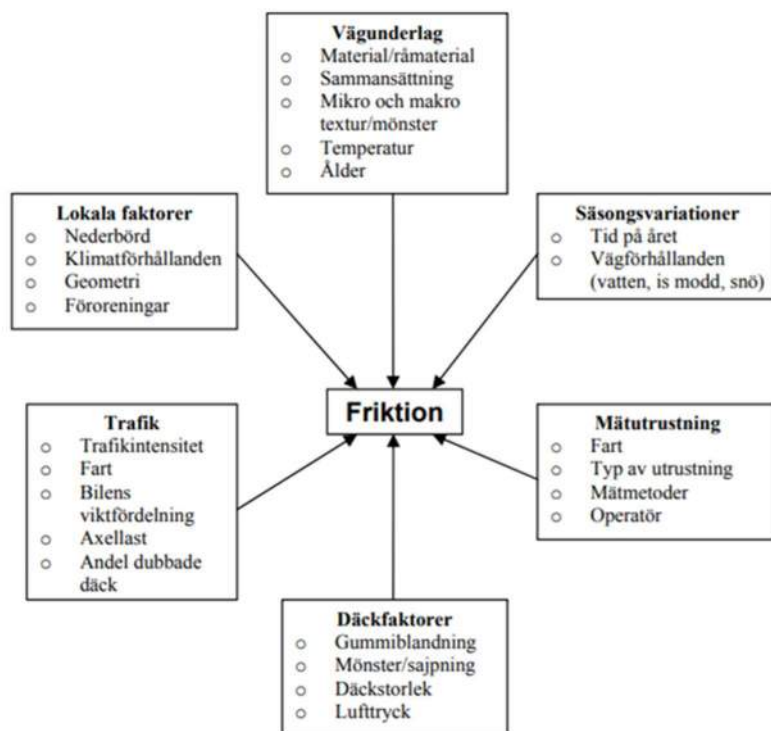 Vägunderlag
o Material/råmaterial
o Sammansättning
o Mikro och makro
textur/mönster
o Temperatur
o Ålder
Lokala faktorer
o Nederbörd
o Klimatförhållanden
o Geometri
o Föroreningar
Säsongsvariationer
o Tid på året
o Vägförhållanden
(vatten, is modd, snö)
Friktion
Trafik
o Trafikintensitet
o Fart
o Bilens
viktfördelning
o Axellast
o Andel dubbade
däck
Mätutrustning
o Fart
o Typ av utrustning
o Mätmetoder
o Operatör
Däckfaktorer
o Gummiblandning
o Mönster/sajpning
o Däckstorlek
o Lufttryck